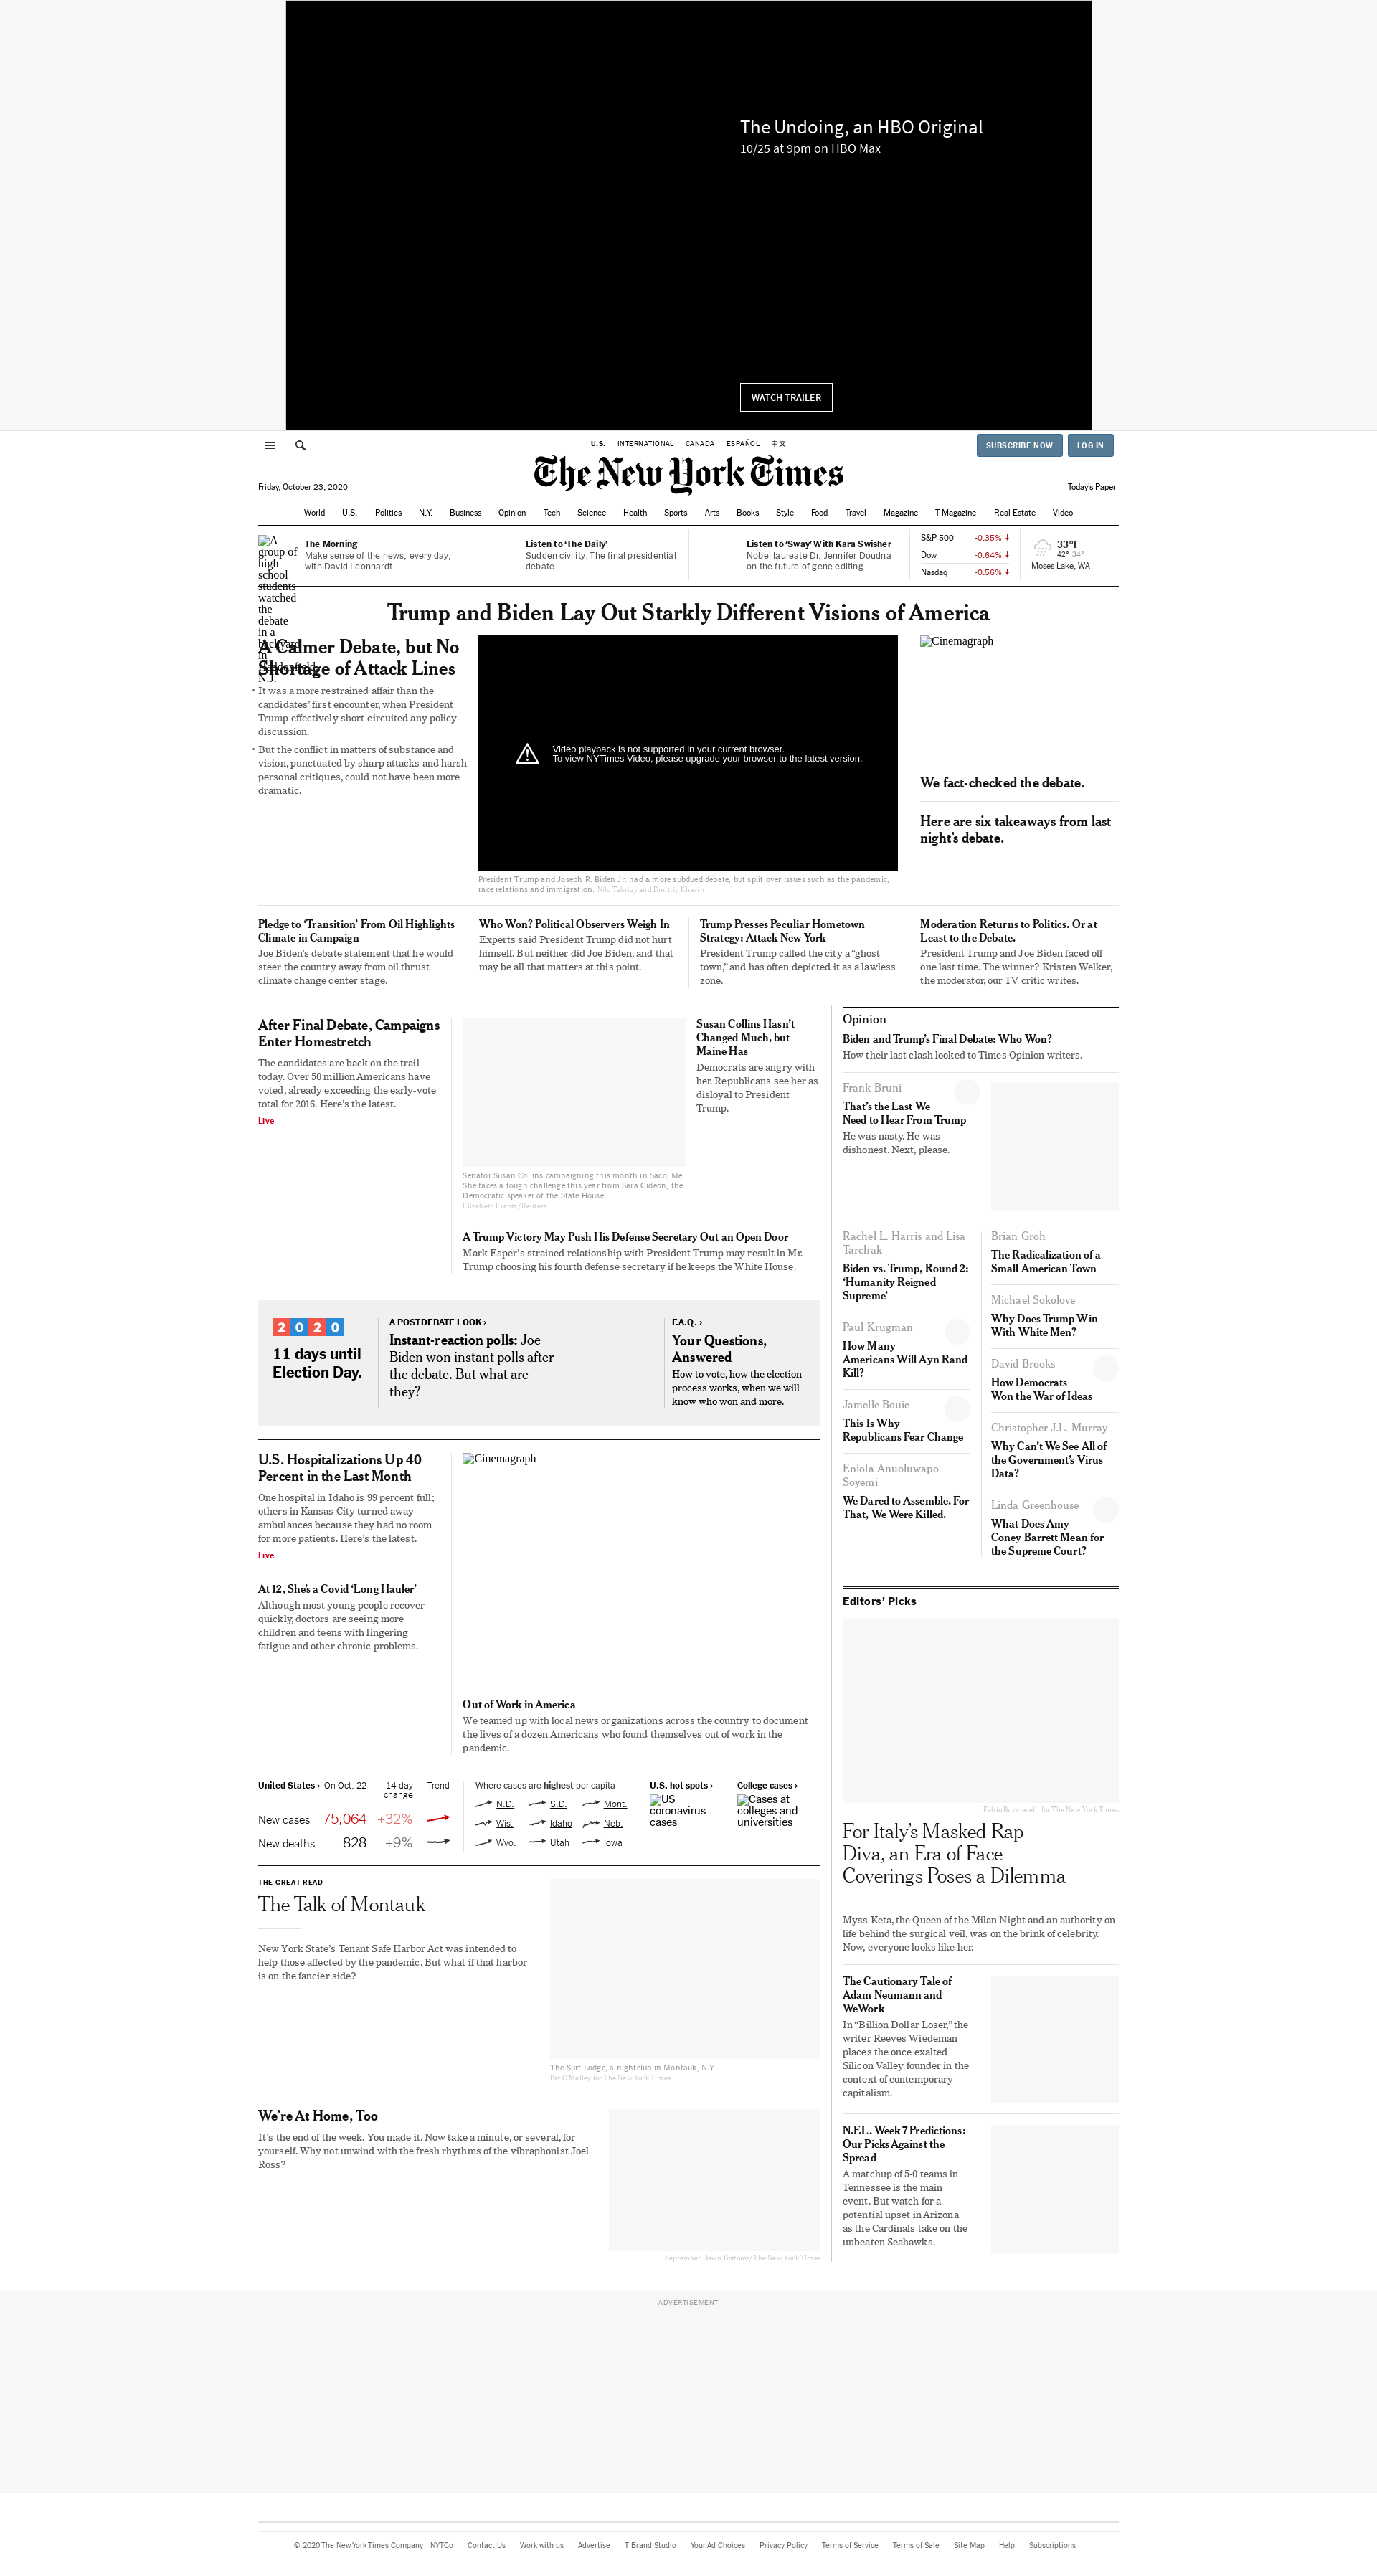 The Undoing, an HBO Original
10/25 at 9pm on HBO Max
WATCH TRAILER
U.S. INTERNATIONAL CANADA ESPAÑOL 中文
SUBSCRIBE NOW LOG IN
The New York Times
Friday, October 23, 2020
Today's Paper
World U.S. Politics N.Y. Business Opinion Tech Science Health Sports Arts Books Style Food Travel Magazine T Magazine Real Estate Video
A
group of
high
school
students
watched
the
debate
in a
backyard
in
Haddonfield,
N.J.
The Morning
Make sense of the news, every day,
with David Leonhardt.
Listen to ‘The Daily’
Sudden civility: The final presidential
debate.
Listen to ‘Sway’ With Kara Swisher
Nobel laureate Dr. Jennifer Doudna
on the future of gene editing.
S&P 500 -0.35% ↓
Dow -0.64% ↓
Nasdaq -0.56% ↓
33°F
42° 34°
Moses Lake, WA
Trump and Biden Lay Out Starkly Different Visions of America
A Calmer Debate, but No
Shortage of Attack Lines
• It was a more restrained affair than the
candidates’ first encounter, when President
Trump effectively short-circuited any policy
discussion.
• But the conflict in matters of substance and
vision, punctuated by sharp attacks and harsh
personal critiques, could not have been more
dramatic.
Video playback is not supported in your current browser.
To view NYTimes Video, please upgrade your browser to the latest version.
President Trump and Joseph R. Biden Jr. had a more subdued debate, but split over issues such as the pandemic,
race relations and immigration. Nilo Tabrizy and Dmitriy Khavin
Cinemagraph
We fact-checked the debate.
Here are six takeaways from last
night’s debate.
Pledge to ‘Transition’ From Oil Highlights
Climate in Campaign
Joe Biden’s debate statement that he would
steer the country away from oil thrust
climate change center stage.
Who Won? Political Observers Weigh In
Experts said President Trump did not hurt
himself. But neither did Joe Biden, and that
may be all that matters at this point.
Trump Presses Peculiar Hometown
Strategy: Attack New York
President Trump called the city a “ghost
town,” and has often depicted it as a lawless
zone.
Moderation Returns to Politics. Or at
Least to the Debate.
President Trump and Joe Biden faced off
one last time. The winner? Kristen Welker,
the moderator, our TV critic writes.
After Final Debate, Campaigns
Enter Homestretch
The candidates are back on the trail
today. Over 50 million Americans have
voted, already exceeding the early-vote
total for 2016. Here’s the latest.
Live
Senator Susan Collins campaigning this month in Saco, Me.
She faces a tough challenge this year from Sara Gideon, the
Democratic speaker of the State House.
Elizabeth Frantz/Reuters
Susan Collins Hasn’t
Changed Much, but
Maine Has
Democrats are angry with
her. Republicans see her as
disloyal to President
Trump.
A Trump Victory May Push His Defense Secretary Out an Open Door
Mark Esper’s strained relationship with President Trump may result in Mr.
Trump choosing his fourth defense secretary if he keeps the White House.
2020
11 days until
Election Day.
A POSTDEBATE LOOK ›
Instant-reaction polls: Joe
Biden won instant polls after
the debate. But what are
they?
F.A.Q. ›
Your Questions,
Answered
How to vote, how the election
process works, when we will
know who won and more.
U.S. Hospitalizations Up 40
Percent in the Last Month
One hospital in Idaho is 99 percent full;
others in Kansas City turned away
ambulances because they had no room
for more patients. Here’s the latest.
Live
At 12, She’s a Covid ‘Long Hauler’
Although most young people recover
quickly, doctors are seeing more
children and teens with lingering
fatigue and other chronic problems.
Cinemagraph
Out of Work in America
We teamed up with local news organizations across the country to document
the lives of a dozen Americans who found themselves out of work in the
pandemic.
United States › On Oct. 22 14-day
change Trend
New cases 75,064 +32%
New deaths 828 +9%
Where cases are highest per capita
N.D. S.D. Mont.
Wis. Idaho Neb.
Wyo. Utah Iowa
U.S. hot spots ›
US
coronavirus
cases
College cases ›
Cases at
colleges and
universities
THE GREAT READ
The Talk of Montauk
New York State’s Tenant Safe Harbor Act was intended to
help those affected by the pandemic. But what if that harbor
is on the fancier side?
The Surf Lodge, a nightclub in Montauk, N.Y.
Pat O'Malley for The New York Times
We’re At Home, Too
It’s the end of the week. You made it. Now take a minute, or several, for
yourself. Why not unwind with the fresh rhythms of the vibraphonist Joel
Ross?
September Dawn Bottoms/The New York Times
Opinion
Biden and Trump’s Final Debate: Who Won?
How their last clash looked to Times Opinion writers.
Frank Bruni
That’s the Last We
Need to Hear From Trump
He was nasty. He was
dishonest. Next, please.
Rachel L. Harris and Lisa
Tarchak
Biden vs. Trump, Round 2:
‘Humanity Reigned
Supreme’
Paul Krugman
How Many
Americans Will Ayn Rand
Kill?
Jamelle Bouie
This Is Why
Republicans Fear Change
Eniola Anuoluwapo
Soyemi
We Dared to Assemble. For
That, We Were Killed.
Brian Groh
The Radicalization of a
Small American Town
Michael Sokolove
Why Does Trump Win
With White Men?
David Brooks
How Democrats
Won the War of Ideas
Christopher J.L. Murray
Why Can’t We See All of
the Government’s Virus
Data?
Linda Greenhouse
What Does Amy
Coney Barrett Mean for
the Supreme Court?
Editors’ Picks
Fabio Bucciarelli for The New York Times
For Italy’s Masked Rap
Diva, an Era of Face
Coverings Poses a Dilemma
Myss Keta, the Queen of the Milan Night and an authority on
life behind the surgical veil, was on the brink of celebrity.
Now, everyone looks like her.
The Cautionary Tale of
Adam Neumann and
WeWork
In “Billion Dollar Loser,” the
writer Reeves Wiedeman
places the once exalted
Silicon Valley founder in the
context of contemporary
capitalism.
N.F.L. Week 7 Predictions:
Our Picks Against the
Spread
A matchup of 5-0 teams in
Tennessee is the main
event. But watch for a
potential upset in Arizona
as the Cardinals take on the
unbeaten Seahawks.
ADVERTISEMENT
© 2020 The New York Times Company NYTCo Contact Us Work with us Advertise T Brand Studio Your Ad Choices Privacy Policy Terms of Service Terms of Sale Site Map Help Subscriptions